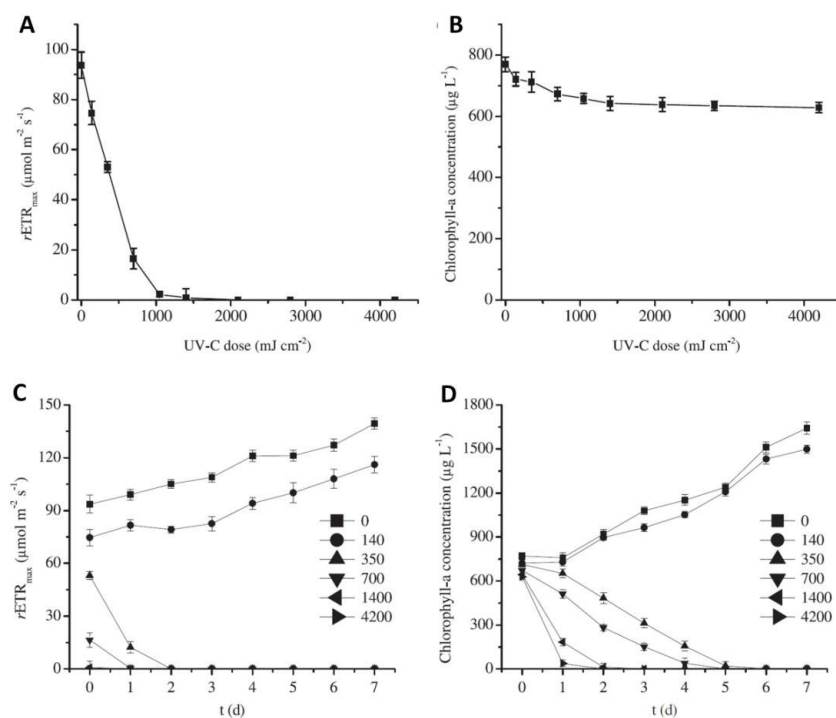 A
100
80
60
40
20
0
rETRmax (μmol m-2 s-1)
0 1000 2000 3000 4000
UV-C dose (mJ cm-2)
B
1000
800
600
400
200
0
Chlorophyll-a concentration (μg L-1)
0 1000 2000 3000 4000
UV-C dose (mJ cm-2)
C
150
120
90
60
30
0
rETRmax (μmol m-2 s-1)
0
140
350
700
1400
4200
0 1 2 3 4 5 6 7
t (d)
D
1800
1500
1200
900
600
300
0
Chlorophyll-a concentration (μg L-1)
0
140
350
700
1400
4200
0 1 2 3 4 5 6 7
t (d)